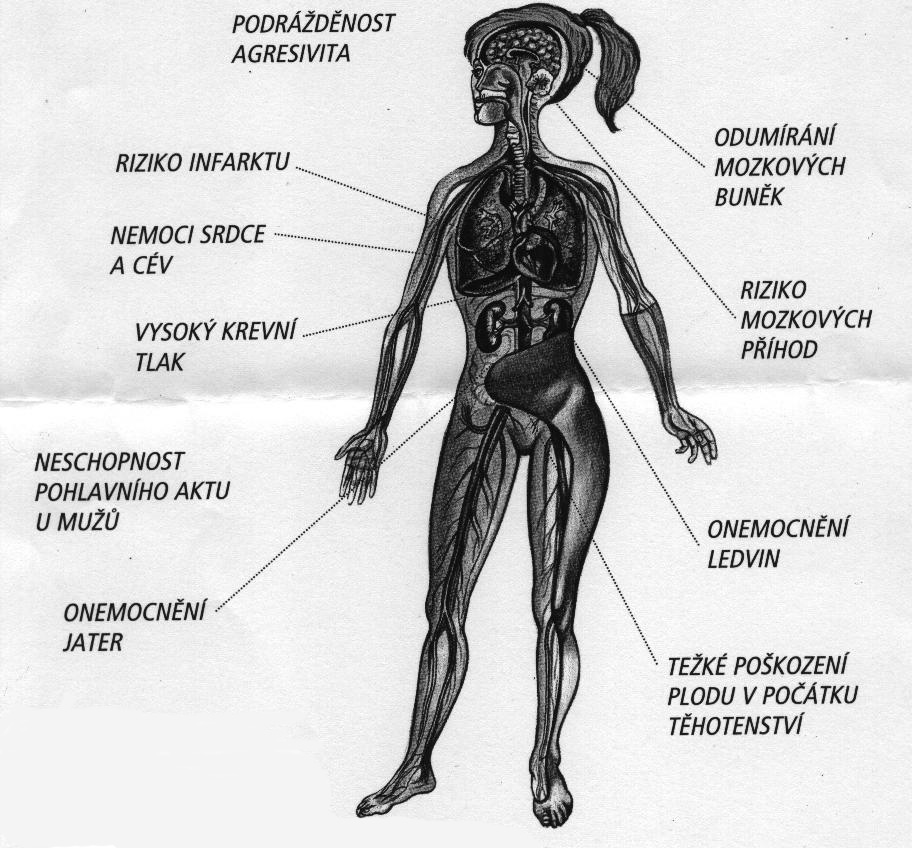 PODRÁŽDĚNOST
AGRESIVITA
RIZIKO INFARKTU
NEMOCI SRDCE
A CÉV
VYSOKÝ KREVNÍ
TLAK
NESCHOPNOST
POHLAVNÍHO AKTU
U MUŽŮ
ONEMOCNĚNÍ
JATER
ODUMÍRÁNÍ
MOZKOVÝCH
BUNĚK
RIZIKO
MOZKOVÝCH
PŘÍHOD
ONEMOCNĚNÍ
LEDVIN
TEŽKÉ POŠKOZENÍ
PLODU V POČÁTKU
TĚHOTENSTVÍ